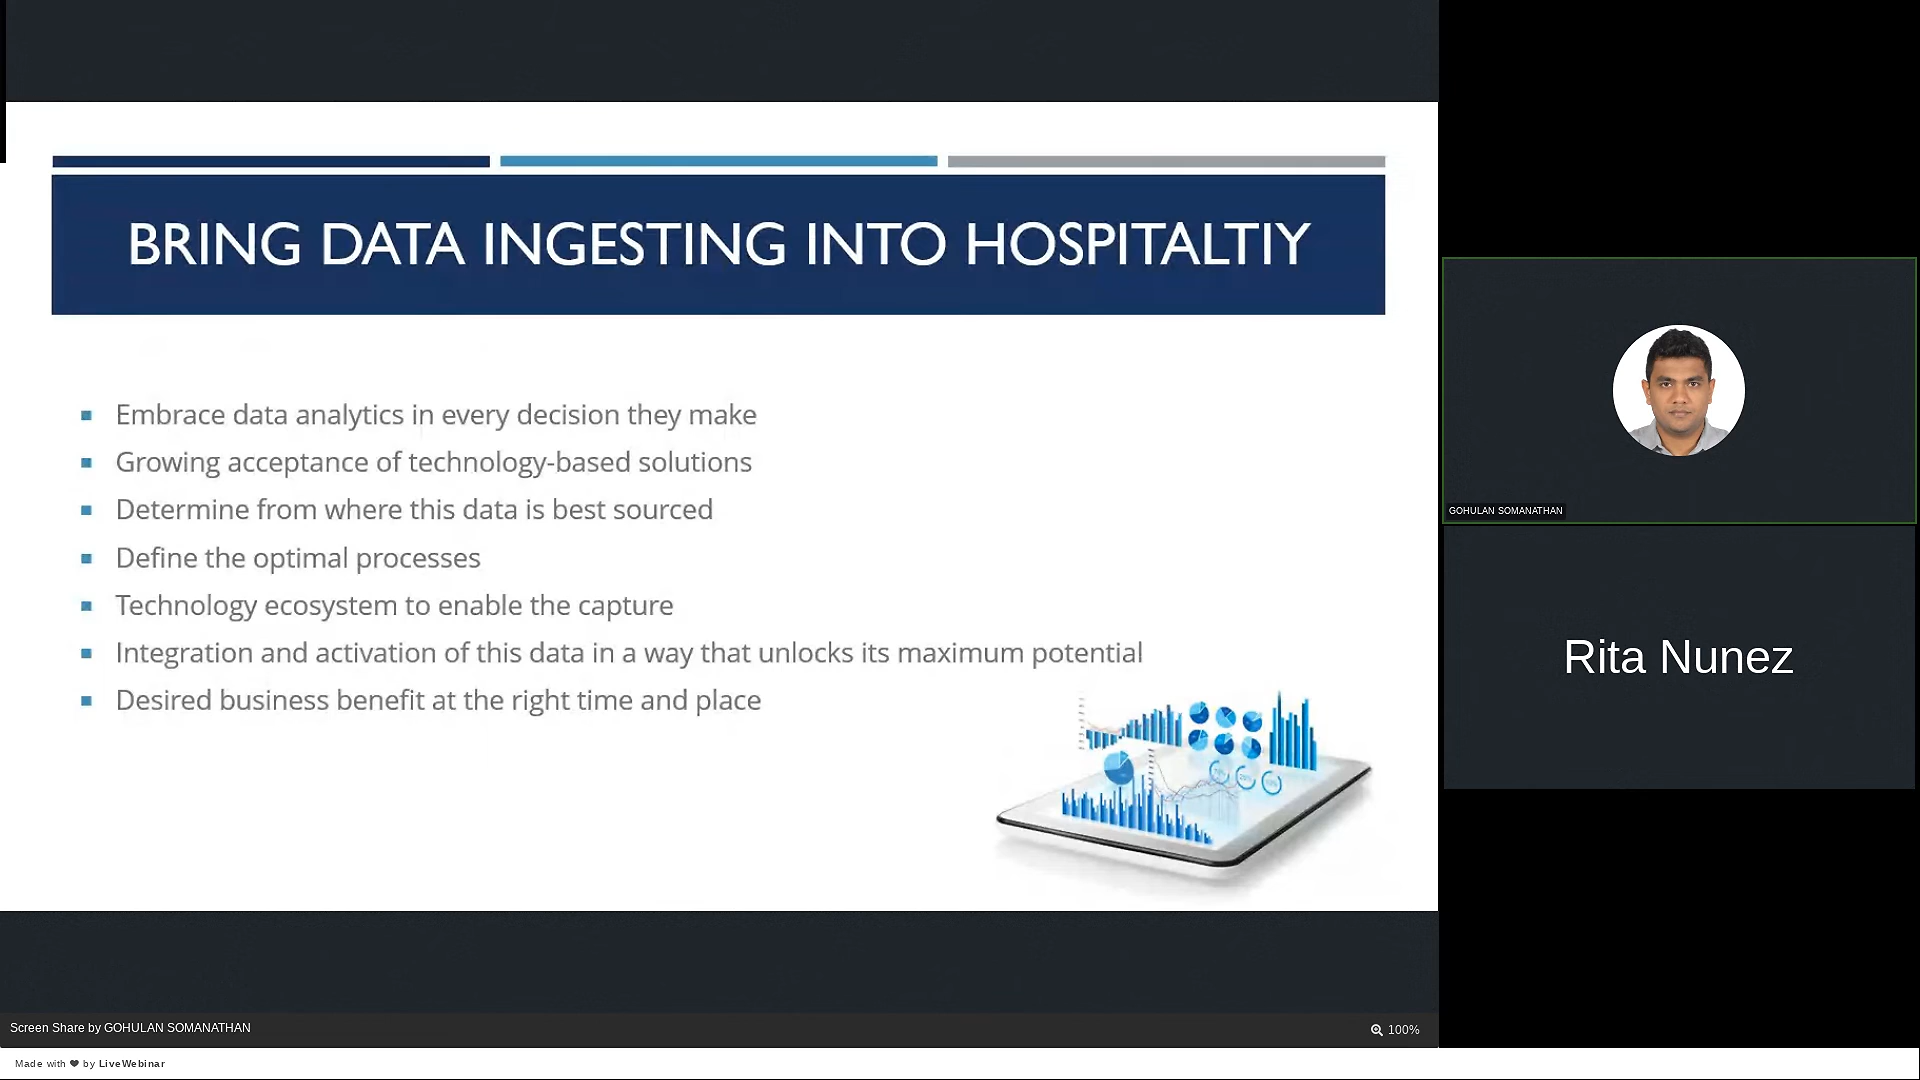 BRING DATA INGESTING INTO HOSPITALTIY
Embrace data analytics in every decision they make
Growing acceptance of technology-based solutions
Determine from where this data is best sourced
Define the optimal processes
Technology ecosystem to enable the capture
Integration and activation of this data in a way that unlocks its maximum potential
Desired business benefit at the right time and place
GOHULAN SOMANATHAN
Rita Nunez
Screen Share by GOHULAN SOMANATHAN
100%
Made with ❤ by LiveWebinar